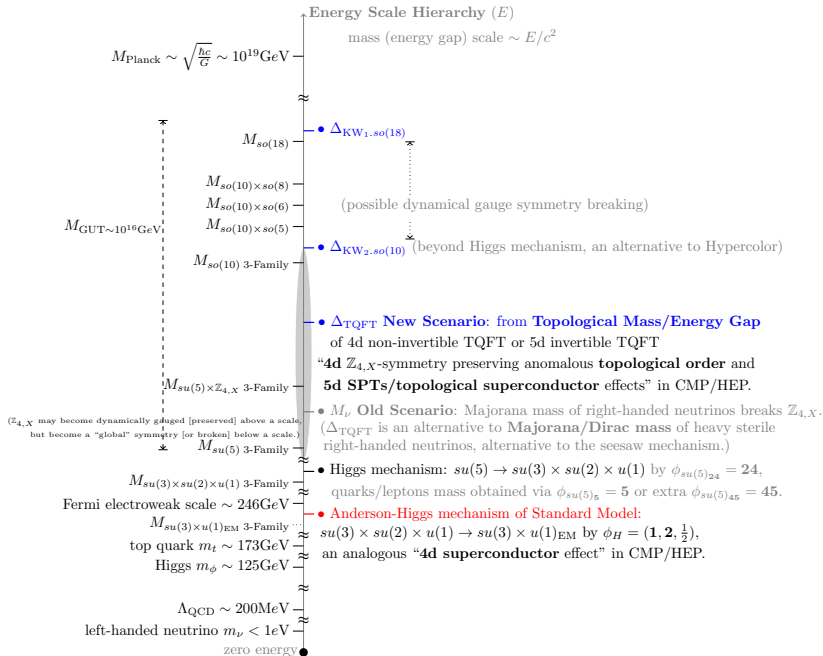 Energy Scale Hierarchy (E)
mass (energy gap) scale ∼ E/c²
M_Planck ∼ √(ħc/G) ∼ 10¹⁹GeV
Δ_KW₁.so(18)
M_so(18)
M_so(10)×so(8)
M_so(10)×so(6)
(possible dynamical gauge symmetry breaking)
M_GUT∼10¹⁶GeV
M_so(10)×so(5)
Δ_KW₂.so(10) (beyond Higgs mechanism, an alternative to Hypercolor)
M_so(10) 3-Family
• Δ_TQFT New Scenario: from Topological Mass/Energy Gap
of 4d non-invertible TQFT or 5d invertible TQFT
“4d ℤ_4,X-symmetry preserving anomalous topological order and
M_su(5)×ℤ_4,X 3-Family
5d SPTs/topological superconductor effects” in CMP/HEP.
• M_ν Old Scenario: Majorana mass of right-handed neutrinos breaks ℤ_4,X.
(ℤ_4,X may become dynamically gauged [preserved] above a scale,
(Δ_TQFT is an alternative to Majorana/Dirac mass of heavy sterile
but become a “global” symmetry [or broken] below a scale.)
right-handed neutrinos, alternative to the seesaw mechanism.)
M_su(5) 3-Family
• Higgs mechanism: su(5) → su(3) × su(2) × u(1) by ϕ_su(5)₂₄ = 24,
M_su(3)×su(2)×u(1) 3-Family
quarks/leptons mass obtained via ϕ_su(5)₅ = 5 or extra ϕ_su(5)₄₅ = 45.
Fermi electroweak scale ∼ 246GeV
• Anderson-Higgs mechanism of Standard Model:
M_su(3)×u(1)_EM 3-Family
su(3) × su(2) × u(1) → su(3) × u(1)_EM by ϕ_H = (1, 2, ½),
top quark m_t ∼ 173GeV
an analogous “4d superconductor effect” in CMP/HEP.
Higgs m_ϕ ∼ 125GeV
Λ_QCD ∼ 200MeV
left-handed neutrino m_ν < 1eV
zero energy